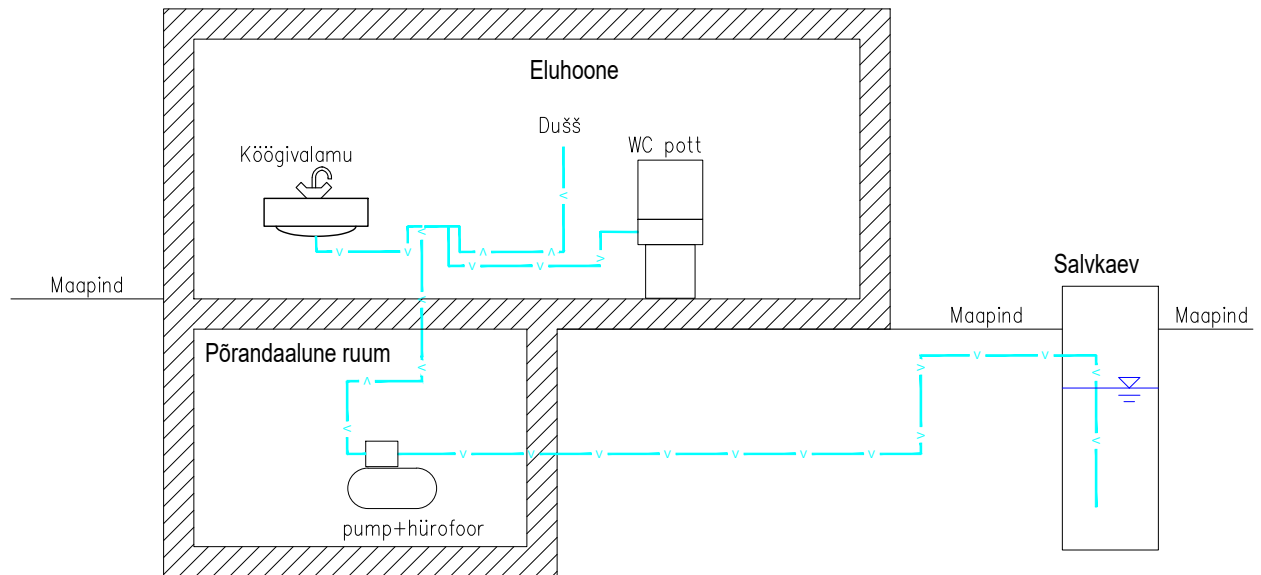 Eluhoone
Dušš
WC pott
Köögivalamu
Salvkaev
Maapind
Maapind
Maapind
Põrandaalune ruum
pump+hürofoor